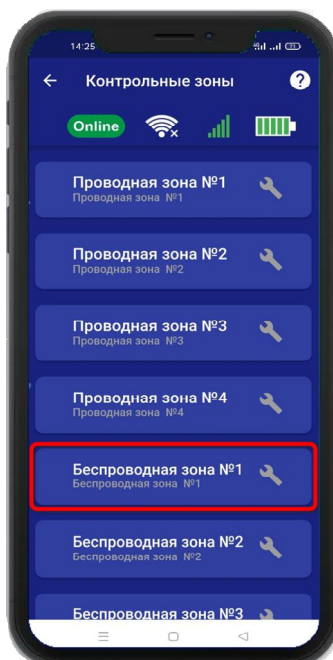 14:25
Контрольные зоны
?
Online
Проводная зона №1
Проводная зона №1
Проводная зона №2
Проводная зона №2
Проводная зона №3
Проводная зона №3
Проводная зона №4
Проводная зона №4
Беспроводная зона №1
Беспроводная зона №1
Беспроводная зона №2
Беспроводная зона №2
Беспроводная зона №3